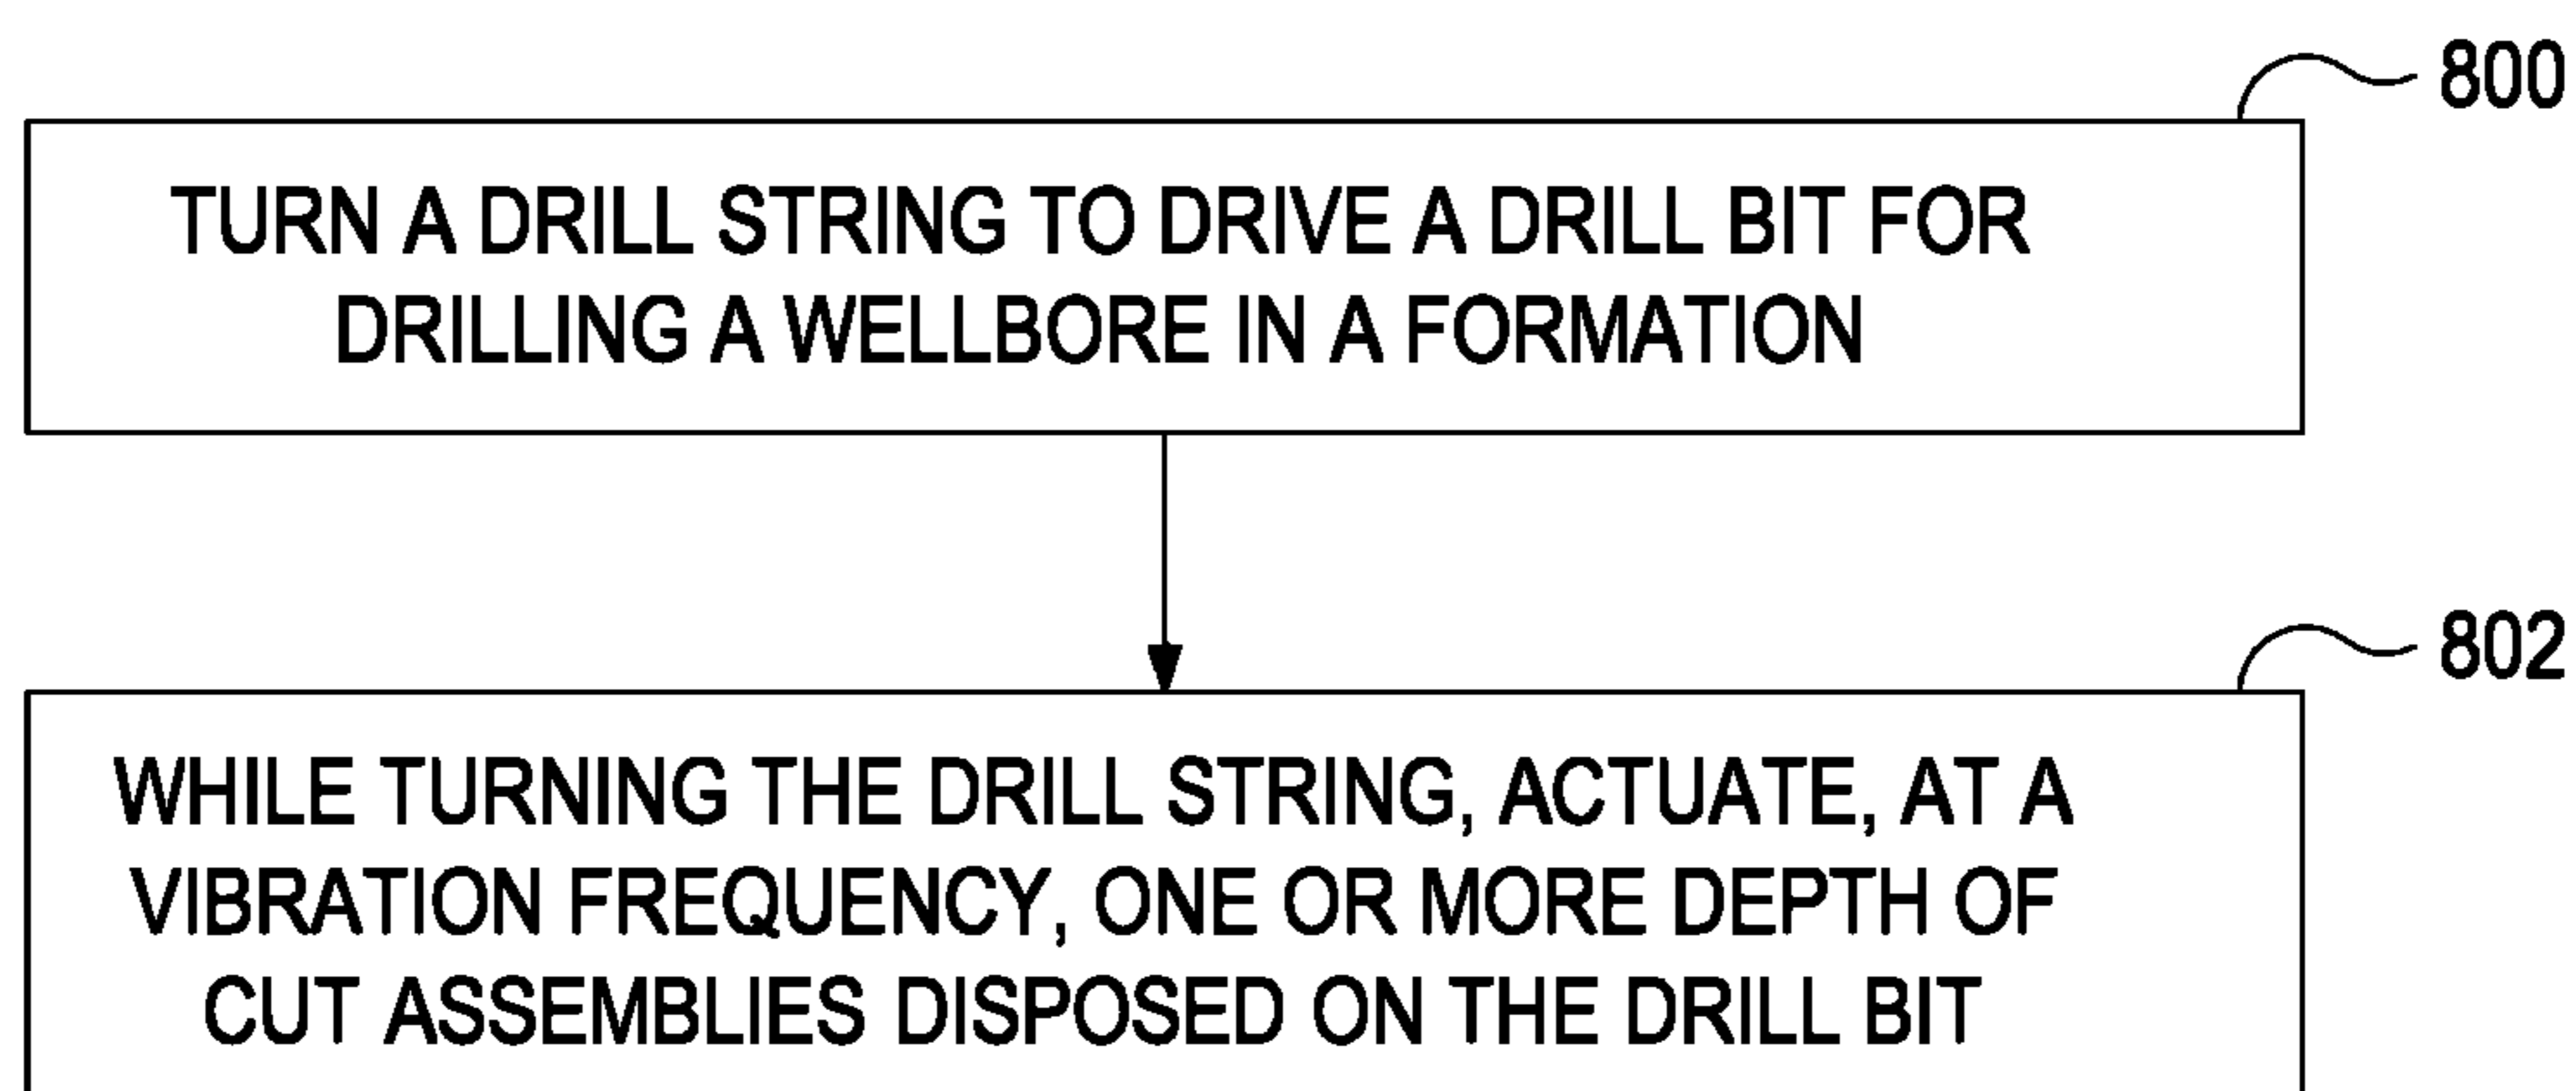 800
TURN A DRILL STRING TO DRIVE A DRILL BIT FOR
DRILLING A WELLBORE IN A FORMATION
802
WHILE TURNING THE DRILL STRING, ACTUATE, AT A
VIBRATION FREQUENCY, ONE OR MORE DEPTH OF
CUT ASSEMBLIES DISPOSED ON THE DRILL BIT